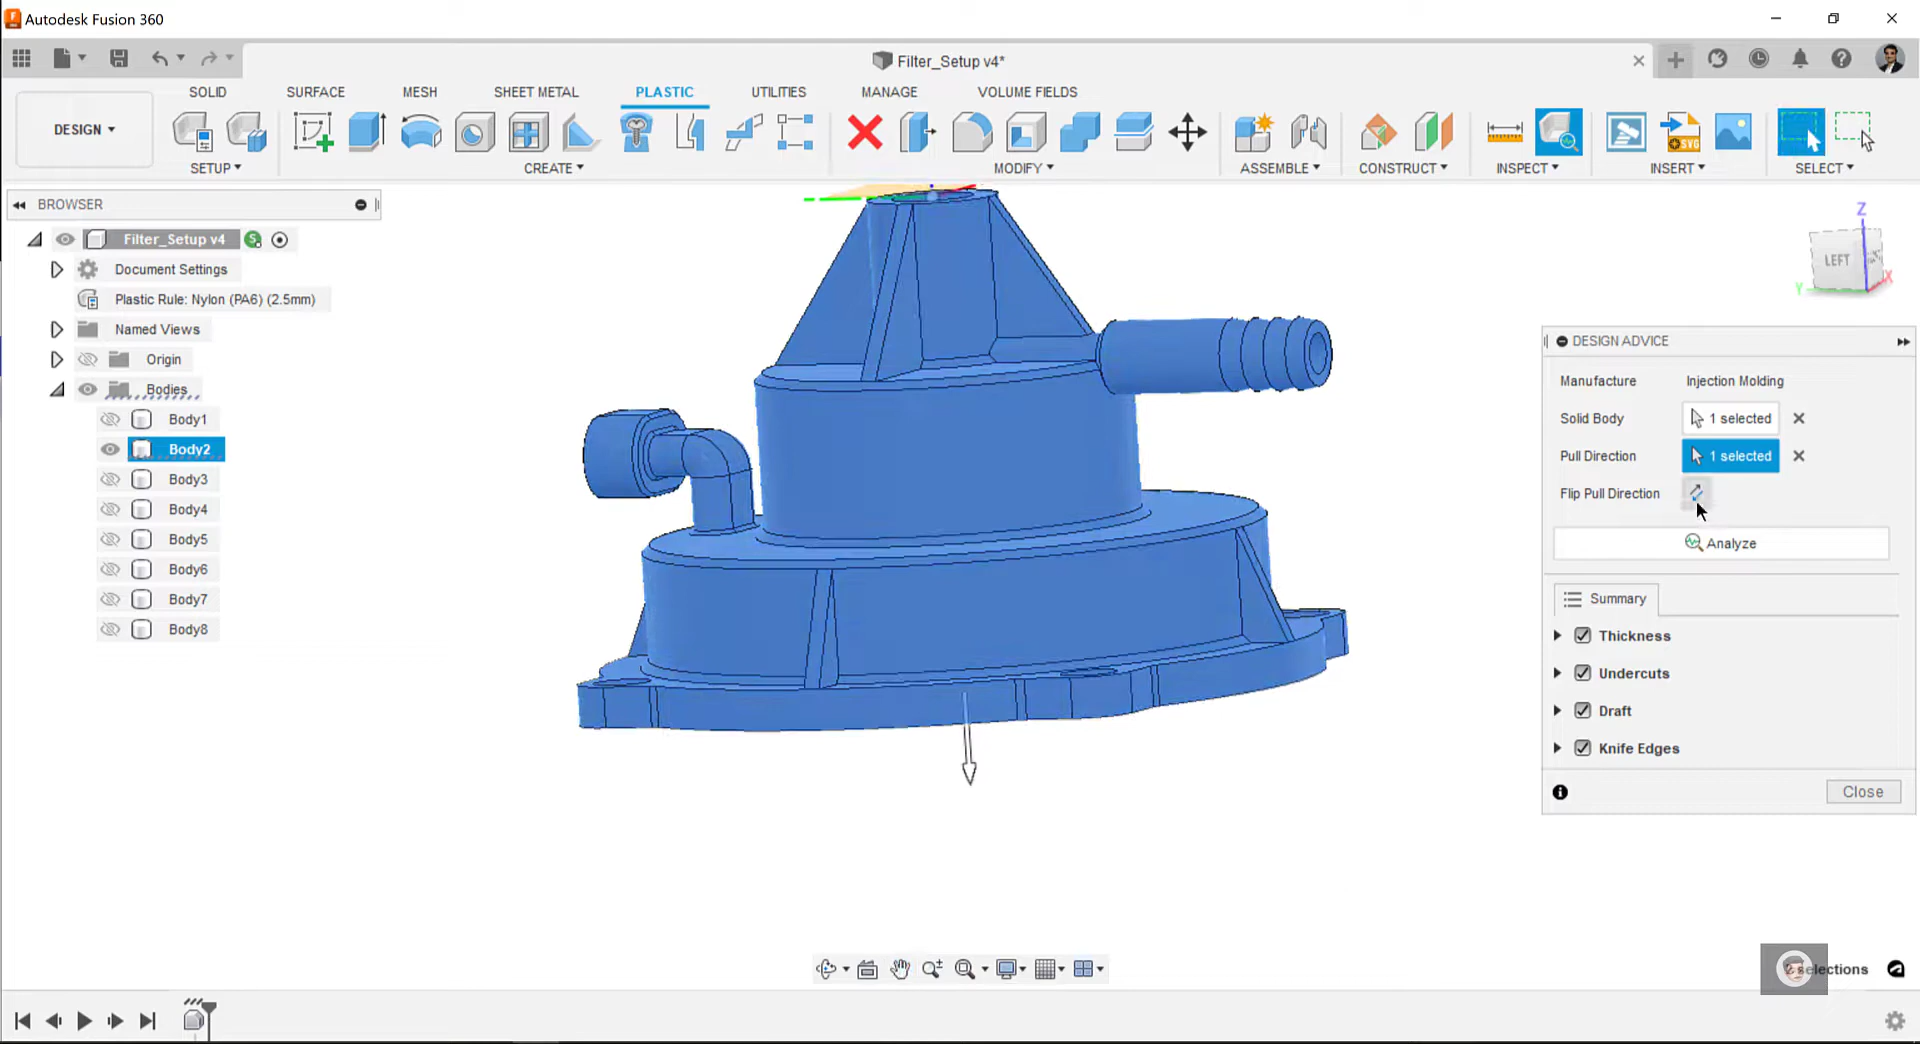 Autodesk Fusion 360
Filter_Setup v4*
SOLID SURFACE MESH SHEET METAL PLASTIC UTILITIES MANAGE VOLUME FIELDS
DESIGN
SETUP CREATE MODIFY ASSEMBLE CONSTRUCT INSPECT INSERT SELECT
SVG
BROWSER
Filter_Setup v4
S
Document Settings
Plastic Rule: Nylon (PA6) (2.5mm)
Named Views
Origin
Bodies
Body1
Body2
Body3
Body4
Body5
Body6
Body7
Body8
Z
LEFT
Y
X
DESIGN ADVICE
Manufacture Injection Molding
Solid Body 1 selected
Pull Direction 1 selected
Flip Pull Direction
Analyze
Summary
Thickness
Undercuts
Draft
Knife Edges
Close